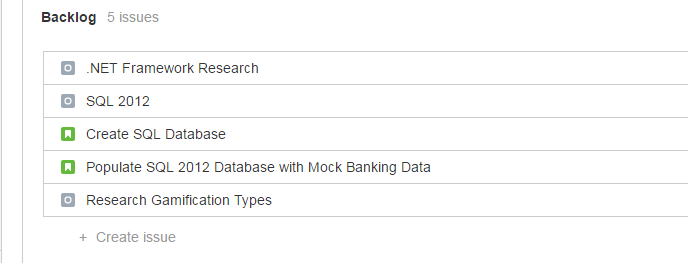 Backlog 5 issues
.NET Framework Research
SQL 2012
Create SQL Database
Populate SQL 2012 Database with Mock Banking Data
Research Gamification Types
+ Create issue